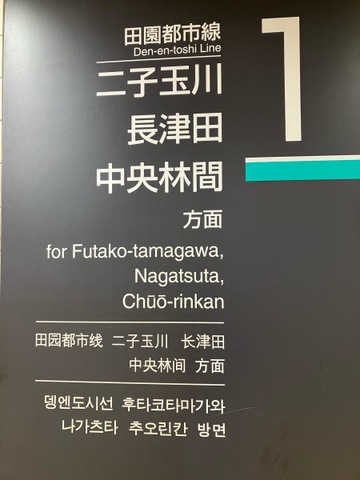 1
田園都市線
Den-en-toshi Line
二子玉川
長津田
中央林間
方面
for Futako-tamagawa,
Nagatsuta,
Chūō-rinkan
田园都市线 二子玉川 长津田
中央林间 方面
뎅엔도시선 후타코타마가와
나가츠타 추오린칸 방면